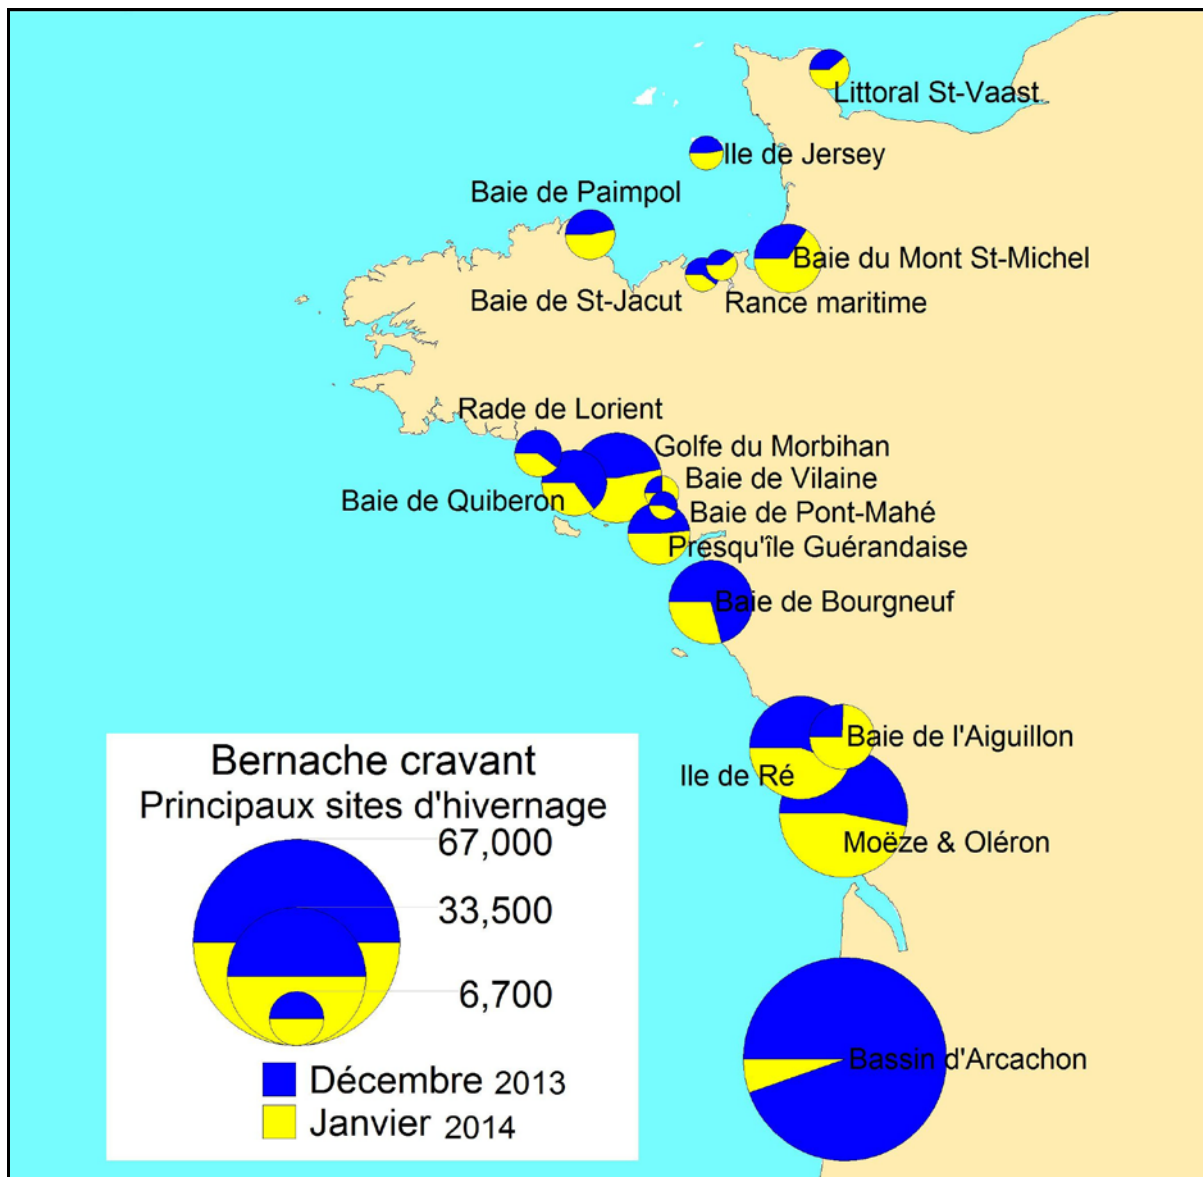 Littoral St-Vaast
Ile de Jersey
Baie de Paimpol
Baie du Mont St-Michel
Baie de St-Jacut
Rance maritime
Rade de Lorient
Golfe du Morbihan
Baie de Vilaine
Baie de Quiberon
Baie de Pont-Mahé
Presqu'île Guérandaise
Baie de Bourgneuf
Baie de l'Aiguillon
Ile de Ré
Moëze & Oléron
Bassin d'Arcachon
Bernache cravant
Principaux sites d'hivernage
67,000
33,500
6,700
Décembre 2013
Janvier 2014